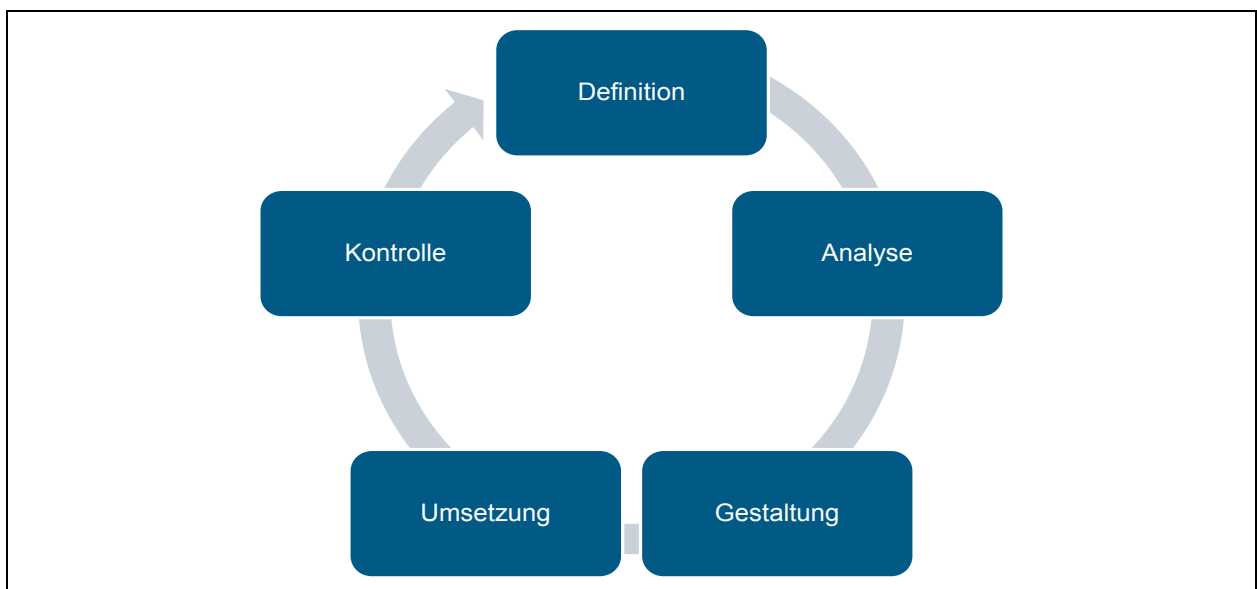 Definition
Analyse
Gestaltung
Umsetzung
Kontrolle